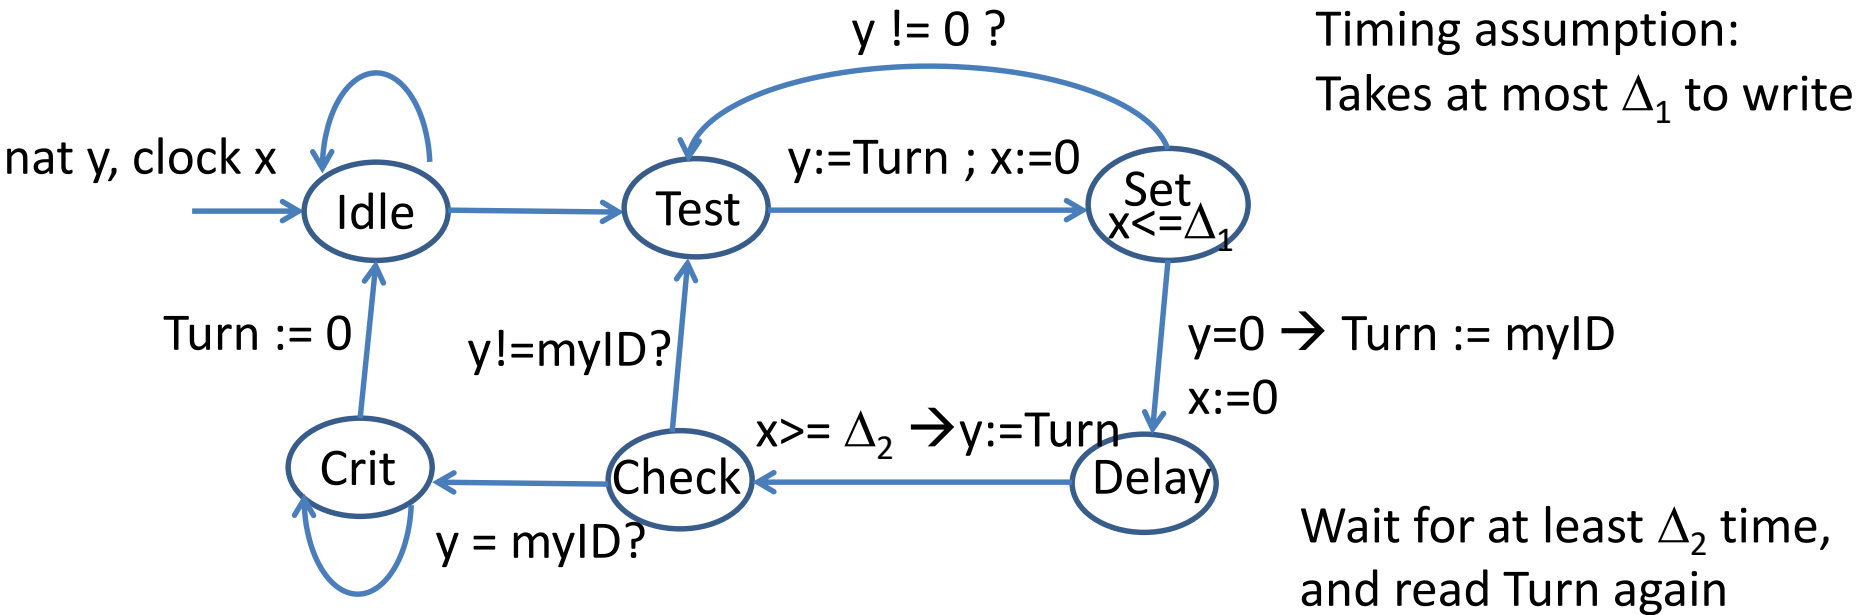 y != 0 ?
Timing assumption:
Takes at most Δ1 to write
nat y, clock x
y:=Turn ; x:=0
Idle
Test
Set
x<=Δ1
Turn := 0
y!=myID?
y=0 → Turn := myID
x:=0
x>= Δ2 → y:=Turn
Crit
Check
Delay
y = myID?
Wait for at least Δ2 time,
and read Turn again